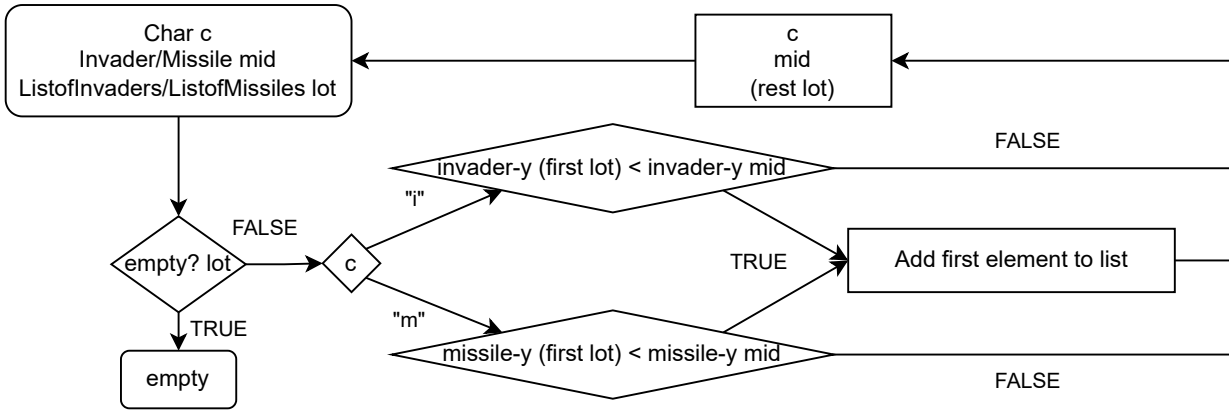 Char c
Invader/Missile mid
ListofInvaders/ListofMissiles lot
c
mid
(rest lot)
invader-y (first lot) < invader-y mid
FALSE
"i"
FALSE
empty? lot
c
TRUE
Add first element to list
"m"
TRUE
missile-y (first lot) < missile-y mid
FALSE
empty